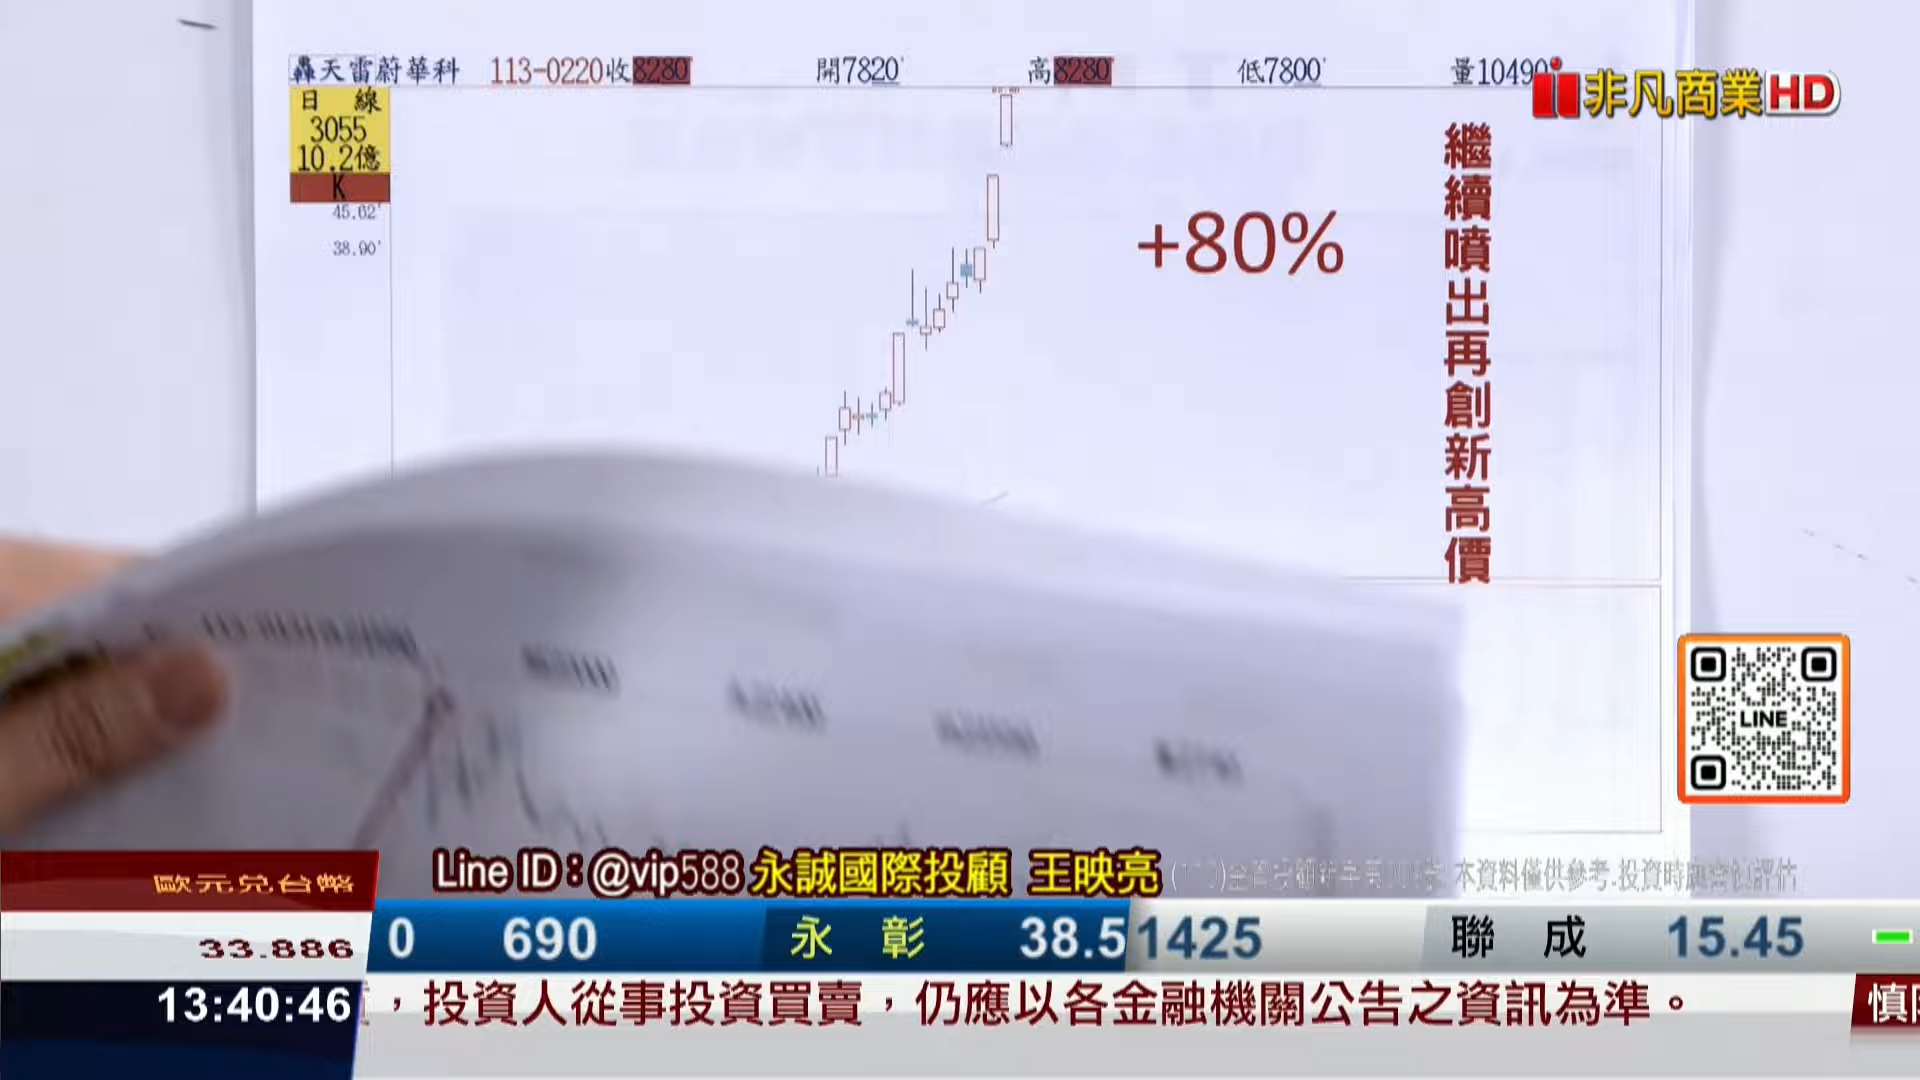 轟天雷蔚華科 113-0220收8280 開7820 高8280 低7800 量10490
非凡商業HD
日 線
3055
10.2億
K
45.62
38.90
+80%
繼續噴出再創新高價
LINE
Line ID：@vip588 永誠國際投顧 王映亮
本資料僅供參考.投資時
歐元兌台幣
33.886
0 690 永 彰 38.5 1425 聯 成 15.45
13:40:46
，投資人從事投資買賣，仍應以各金融機關公告之資訊為準。
慎